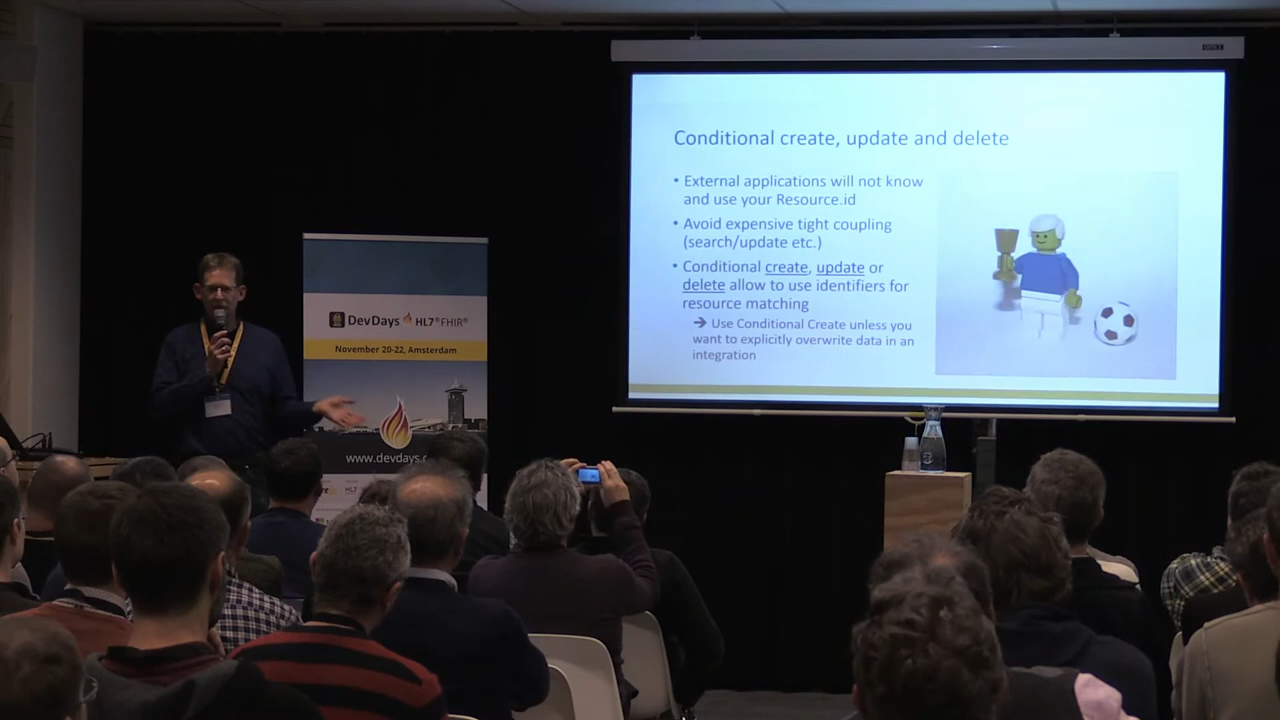 Conditional create, update and delete
• External applications will not know
and use your Resource.id
• Avoid expensive tight coupling
(search/update etc.)
• Conditional create, update or
delete allow to use identifiers for
resource matching
➔ Use Conditional Create unless you
want to explicitly overwrite data in an
integration
DevDays HL7® FHIR®
November 20-22, Amsterdam
www.devdays.
HL7